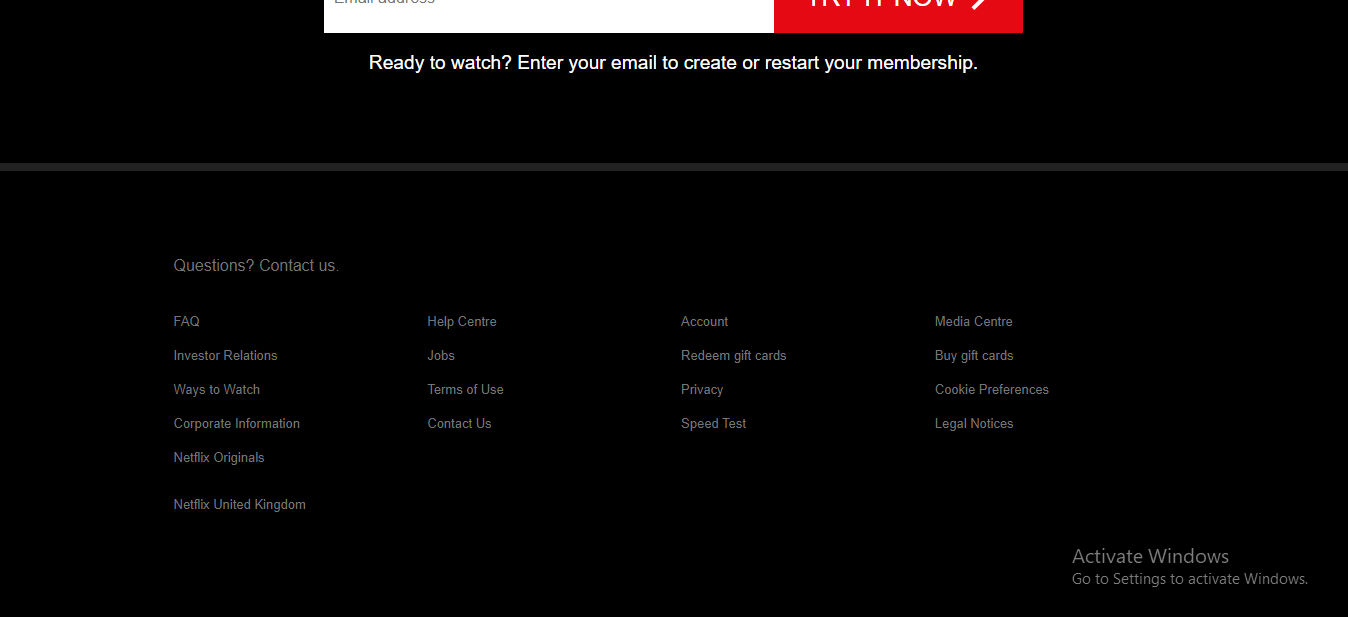 Email address
TRY IT NOW
Ready to watch? Enter your email to create or restart your membership.
Questions? Contact us.
FAQ
Help Centre
Account
Media Centre
Investor Relations
Jobs
Redeem gift cards
Buy gift cards
Ways to Watch
Terms of Use
Privacy
Cookie Preferences
Corporate Information
Contact Us
Speed Test
Legal Notices
Netflix Originals
Netflix United Kingdom
Activate Windows
Go to Settings to activate Windows.